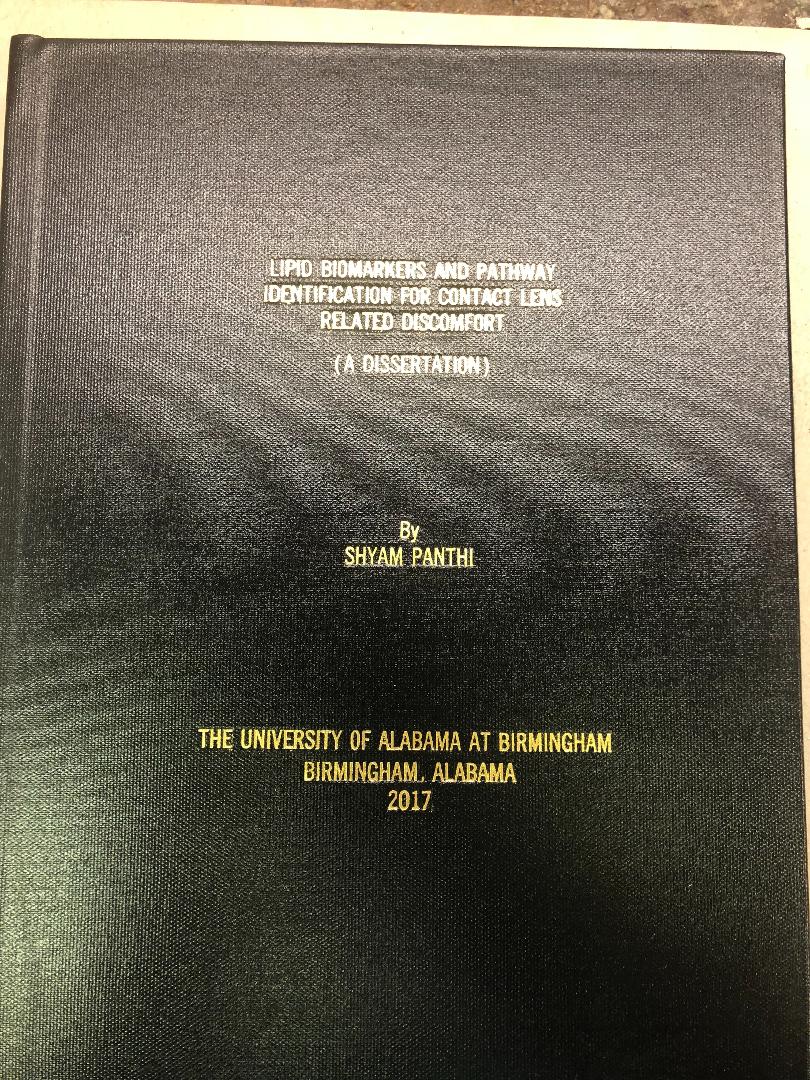 LIPID BIOMARKERS AND PATHWAY
IDENTIFICATION FOR CONTACT LENS
RELATED DISCOMFORT
(A DISSERTATION)
By
SHYAM PANTHI
THE UNIVERSITY OF ALABAMA AT BIRMINGHAM
BIRMINGHAM, ALABAMA
2017